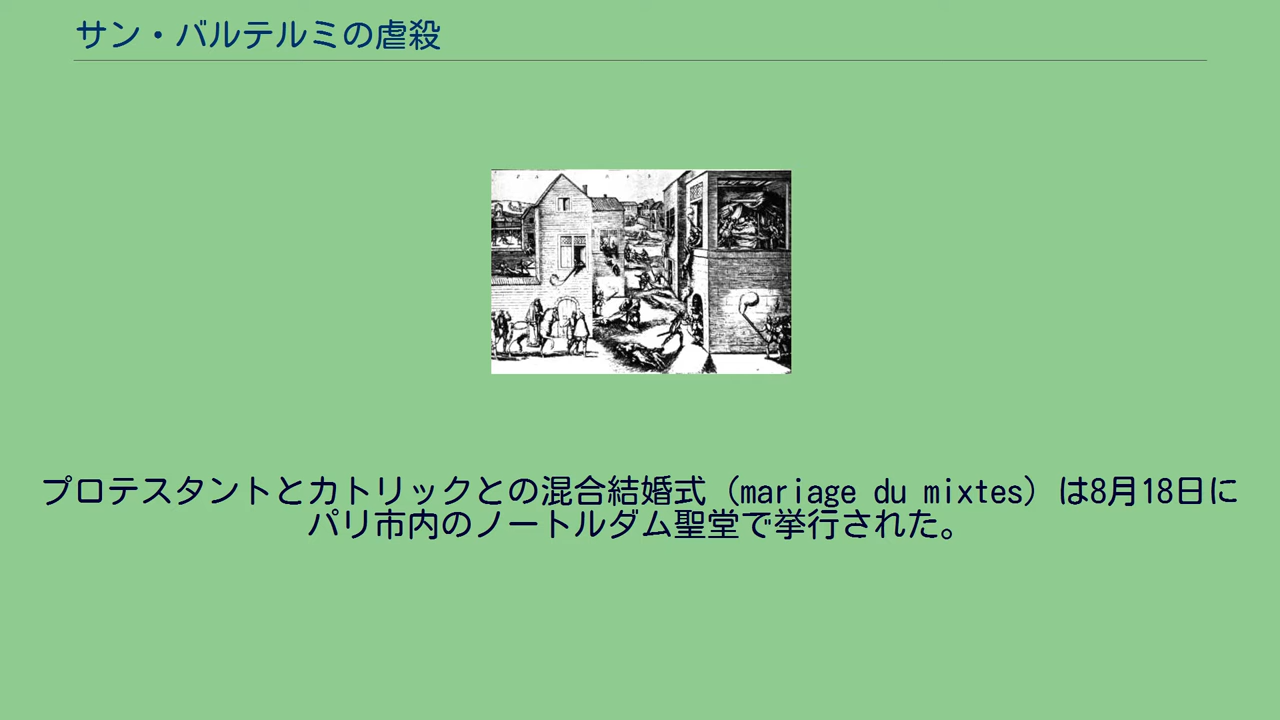 サン・バルテルミの虐殺
プロテスタントとカトリックとの混合結婚式（mariage du mixtes）は8月18日に
パリ市内のノートルダム聖堂で挙行された。